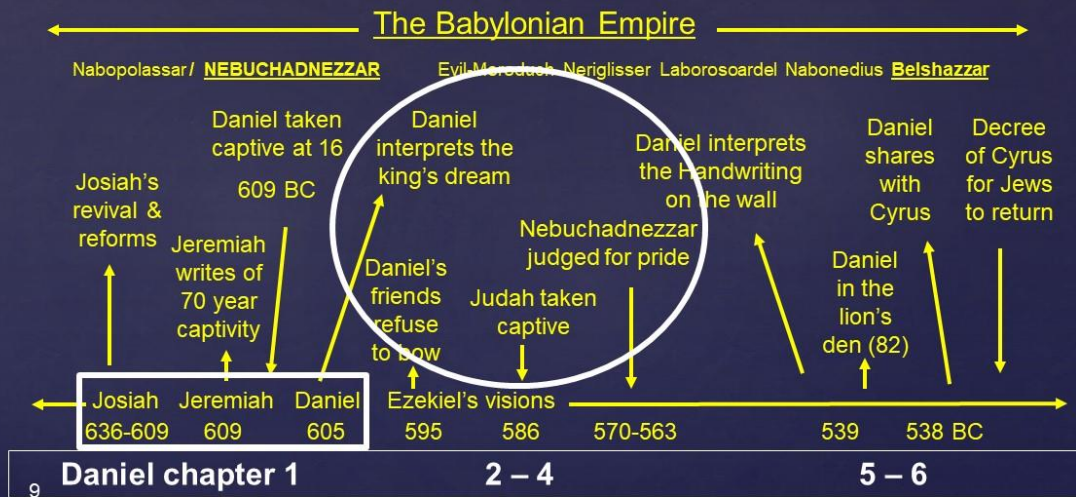 The Babylonian Empire
Nabopolassar / NEBUCHADNEZZAR Evil-Meroduch Neriglisser Laborosoardel Nabonedius Belshazzar
Josiah's
revival &
reforms
Jeremiah
writes of
70 year
captivity
Daniel taken
captive at 16
609 BC
Daniel
interprets the
king's dream
Daniel's
friends
refuse
to bow
Judah taken
captive
Nebuchadnezzar
judged for pride
Daniel interprets
the Handwriting
on the wall
Daniel
in the
lion's
den (82)
Daniel
shares
with
Cyrus
Decree
of Cyrus
for Jews
to return
Josiah Jeremiah Daniel Ezekiel's visions
636-609 609 605 595 586 570-563 539 538 BC
Daniel chapter 1 2 – 4 5 – 6
9